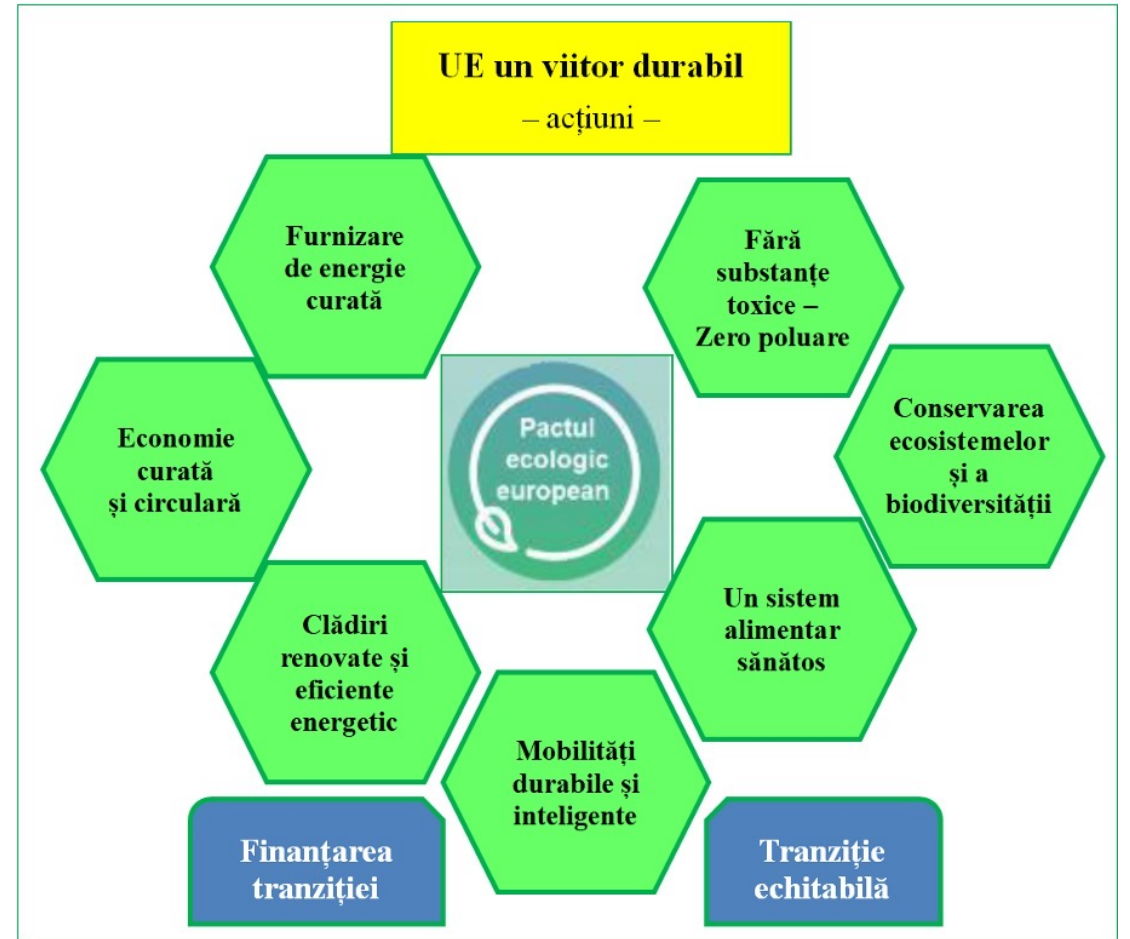 UE un viitor durabil
– acțiuni –
Furnizare
de energie
curată
Fără
substanțe
toxice –
Zero poluare
Economie
curată
și circulară
Pactul
ecologic
european
Conservarea
ecosistemelor
și a
biodiversității
Clădiri
renovate și
eficiente
energetic
Un sistem
alimentar
sănătos
Mobilități
durabile și
inteligente
Finanțarea
tranziției
Tranziție
echitabilă